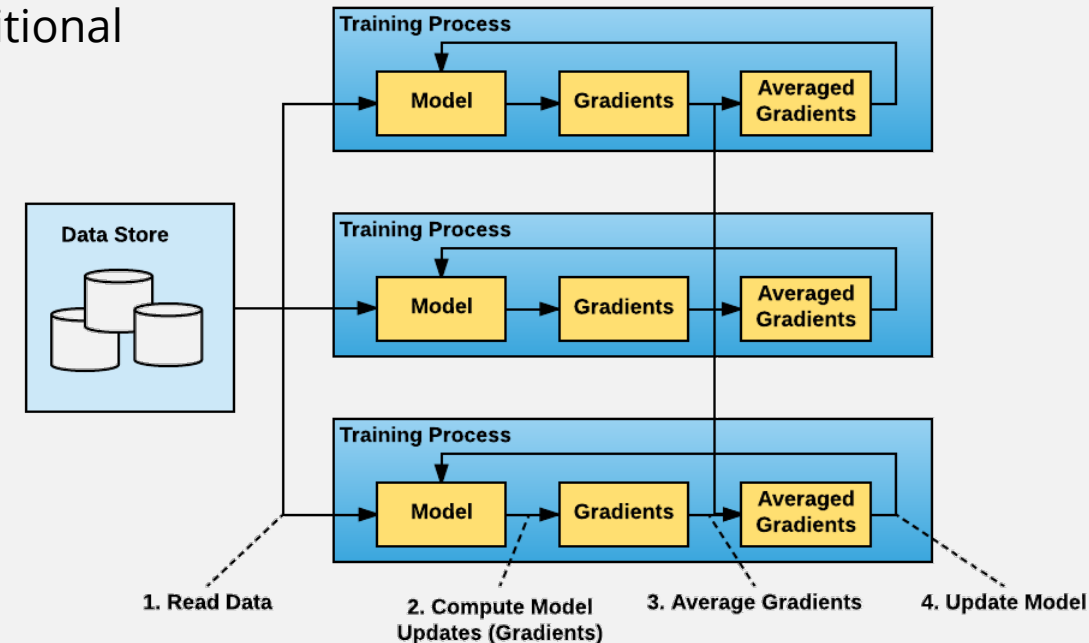 itional
Training Process
Model
Gradients
Averaged
Gradients
Data Store
Training Process
Model
Gradients
Averaged
Gradients
Training Process
Model
Gradients
Averaged
Gradients
1. Read Data
2. Compute Model
Updates (Gradients)
3. Average Gradients
4. Update Model